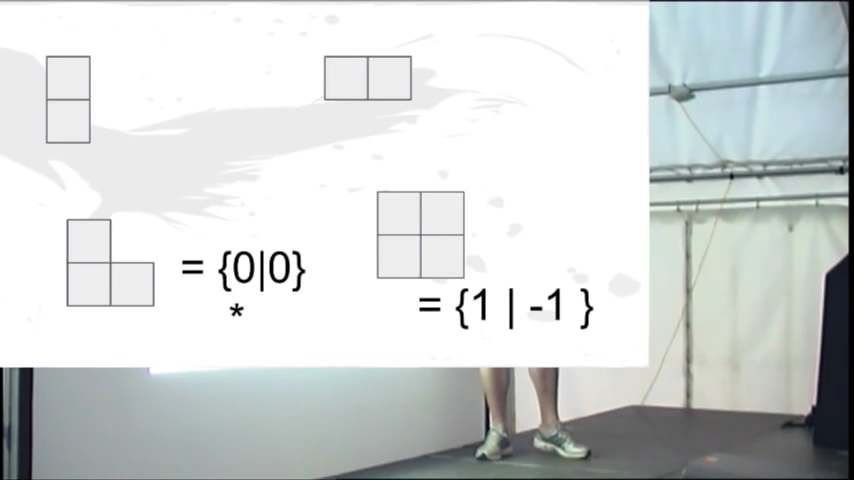 = {0|0}
*
= {1 | -1 }